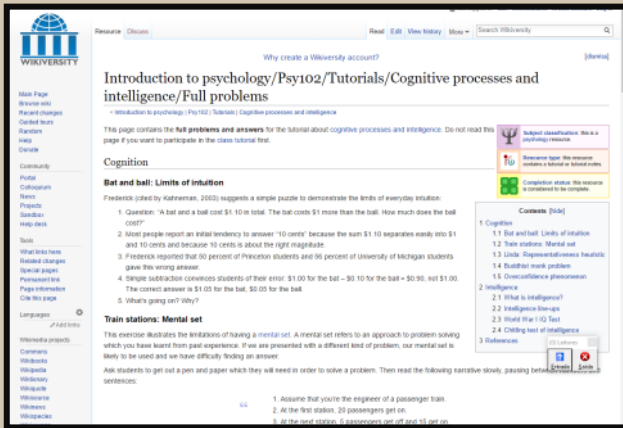 Resource Discuss
Read Edit View history More Search Wikiversity
WIKIVERSITY
Why create a Wikiversity account?
[dismiss]
Introduction to psychology/Psy102/Tutorials/Cognitive processes and
intelligence/Full problems
< Introduction to psychology | Psy102 | Tutorials | Cognitive processes and intelligence
This page contains the full problems and answers for the tutorial about cognitive processes and intelligence. Do not read this
page if you want to participate in the class tutorial first.
Subject classification: this is a
psychology resource.
Resource type: this resource
contains a tutorial or tutorial notes.
Completion status: this resource
is considered to be complete.
Main Page
Browse wiki
Recent changes
Guided tours
Random
Help
Donate
Community
Portal
Colloquium
News
Projects
Sandbox
Help desk
Tools
What links here
Related changes
Special pages
Permanent link
Page information
Cite this page
Languages
Add links
Wikimedia projects
Commons
Wikibooks
Wikipedia
Wiktionary
Wikiquote
Wikisource
Wikinews
Wikispecies
Cognition
Bat and ball: Limits of intuition
Frederick (cited by Kahneman, 2003) suggests a simple puzzle to demonstrate the limits of everyday intuition:
1. Question: "A bat and a ball cost $1.10 in total. The bat costs $1 more than the ball. How much does the ball
cost?"
2. Most people report an initial tendency to answer "10 cents" because the sum $1.10 separates easily into $1
and 10 cents and because 10 cents is about the right magnitude.
3. Frederick reported that 50 percent of Princeton students and 56 percent of University of Michigan students
gave this wrong answer.
4. Simple subtraction convinces students of their error: $1.00 for the bat – $0.10 for the ball = $0.90, not $1.00.
The correct answer is $1.05 for the bat, $0.05 for the ball.
5. What's going on? Why?
Contents [hide]
1 Cognition
1.1 Bat and ball: Limits of intuition
1.2 Train stations: Mental set
1.3 Linda: Representativeness heuristic
1.4 Buddhist monk problem
1.5 Overconfidence phenomenon
2 Intelligence
2.1 What is intelligence?
2.2 Intelligence line-ups
2.3 World War I IQ Test
2.4 Chitling test of intelligence
3 References
Train stations: Mental set
This exercise illustrates the limitations of having a mental set. A mental set refers to an approach to problem solving
which you have learnt from past experience. If we are presented with a different kind of problem, our mental set is
likely to be used and we have difficulty finding an answer.
Ask students to get out a pen and paper which they will need in order to solve a problem. Then read the following narrative slowly, pausing between
sentences:
1. Assume that you're the engineer of a passenger train.
2. At the first station, 20 passengers get on.
3. At the next station, 5 passengers get off and 15 get on.